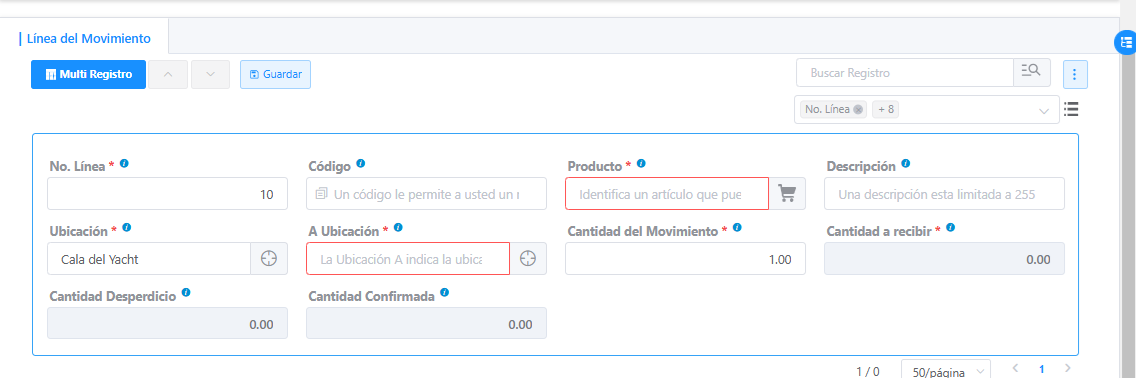 Línea del Movimiento
Multi Registro
Guardar
Buscar Registro
No. Línea
+ 8
No. Línea *
Código
Producto *
Descripción
10
Un código le permite a usted un r
Identifica un artículo que pue
Una descripción esta limitada a 255
Ubicación *
A Ubicación *
Cantidad del Movimiento *
Cantidad a recibir *
Cala del Yacht
La Ubicación A indica la ubica
1.00
0.00
Cantidad Desperdicio
Cantidad Confirmada
0.00
0.00
1 / 0
50/página
1